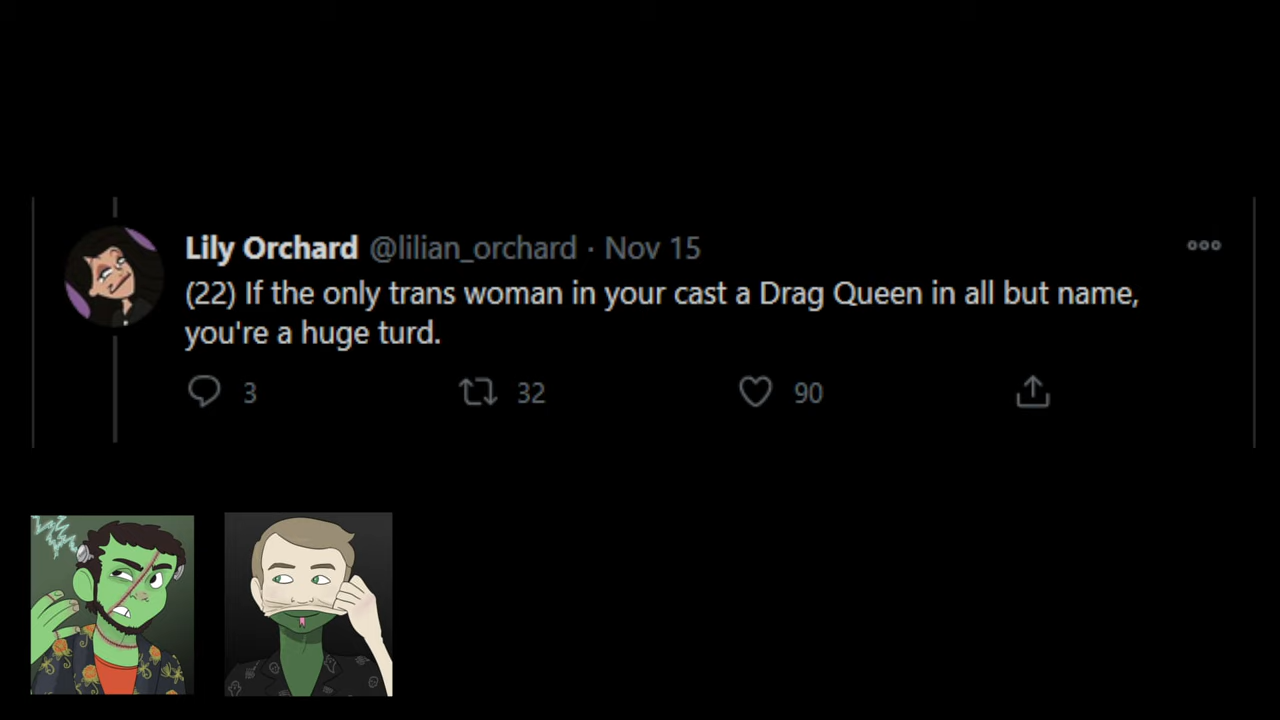 Lily Orchard @lilian_orchard · Nov 15
(22) If the only trans woman in your cast a Drag Queen in all but name,
you're a huge turd.
3 32 90